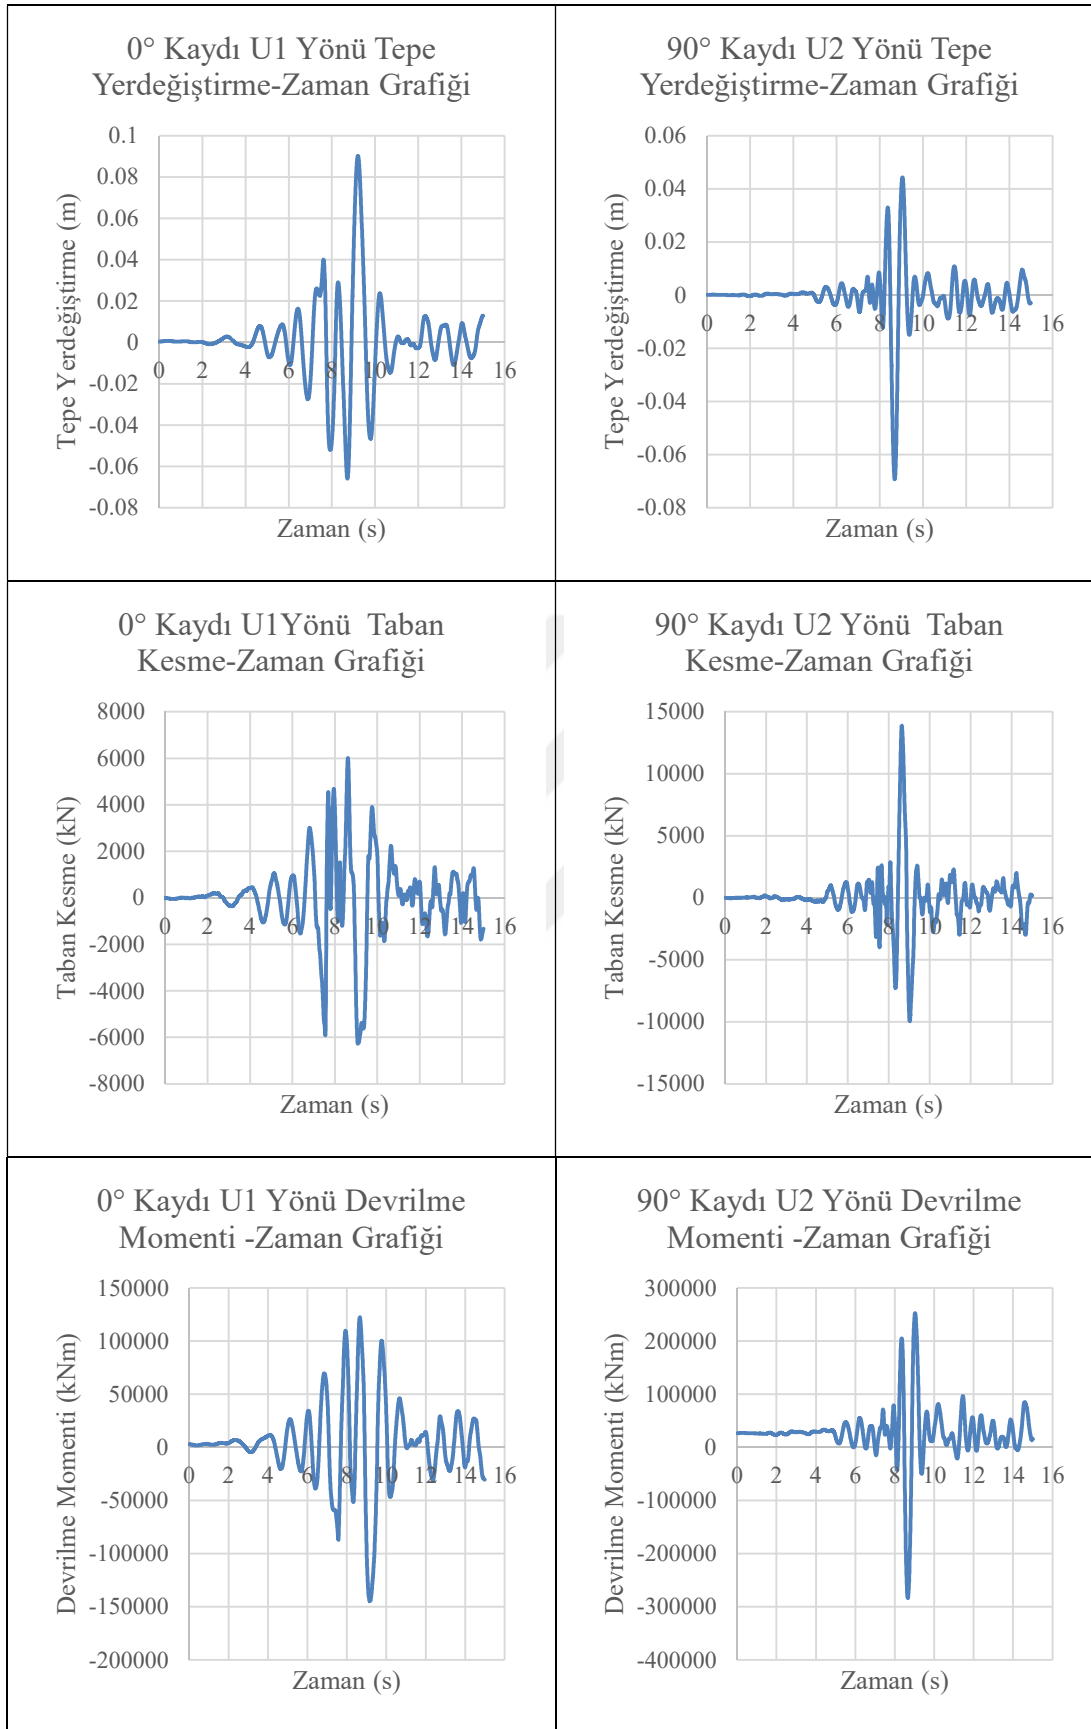 0° Kaydı U1 Yönü Tepe
Yerdeğiştirme-Zaman Grafiği
0.1
0.08
0.06
0.04
0.02
0
-0.02
-0.04
-0.06
-0.08
0 2 4 6 8 10 12 14 16
Tepe Yerdeğiştirme (m)
Zaman (s)
90° Kaydı U2 Yönü Tepe
Yerdeğiştirme-Zaman Grafiği
0.06
0.04
0.02
0
-0.02
-0.04
-0.06
-0.08
0 2 4 6 8 10 12 14 16
Tepe Yerdeğiştirme (m)
Zaman (s)
0° Kaydı U1Yönü Taban
Kesme-Zaman Grafiği
8000
6000
4000
2000
0
-2000
-4000
-6000
-8000
0 2 4 6 8 10 12 14 16
Taban Kesme (kN)
Zaman (s)
90° Kaydı U2 Yönü Taban
Kesme-Zaman Grafiği
15000
10000
5000
0
-5000
-10000
-15000
0 2 4 6 8 10 12 14 16
Taban Kesme (kN)
Zaman (s)
0° Kaydı U1 Yönü Devrilme
Momenti -Zaman Grafiği
150000
100000
50000
0
-50000
-100000
-150000
-200000
0 2 4 6 8 10 12 14 16
Devrilme Momenti (kNm)
Zaman (s)
90° Kaydı U2 Yönü Devrilme
Momenti -Zaman Grafiği
300000
200000
100000
0
-100000
-200000
-300000
-400000
0 2 4 6 8 10 12 14 16
Devrilme Momenti (kNm)
Zaman (s)